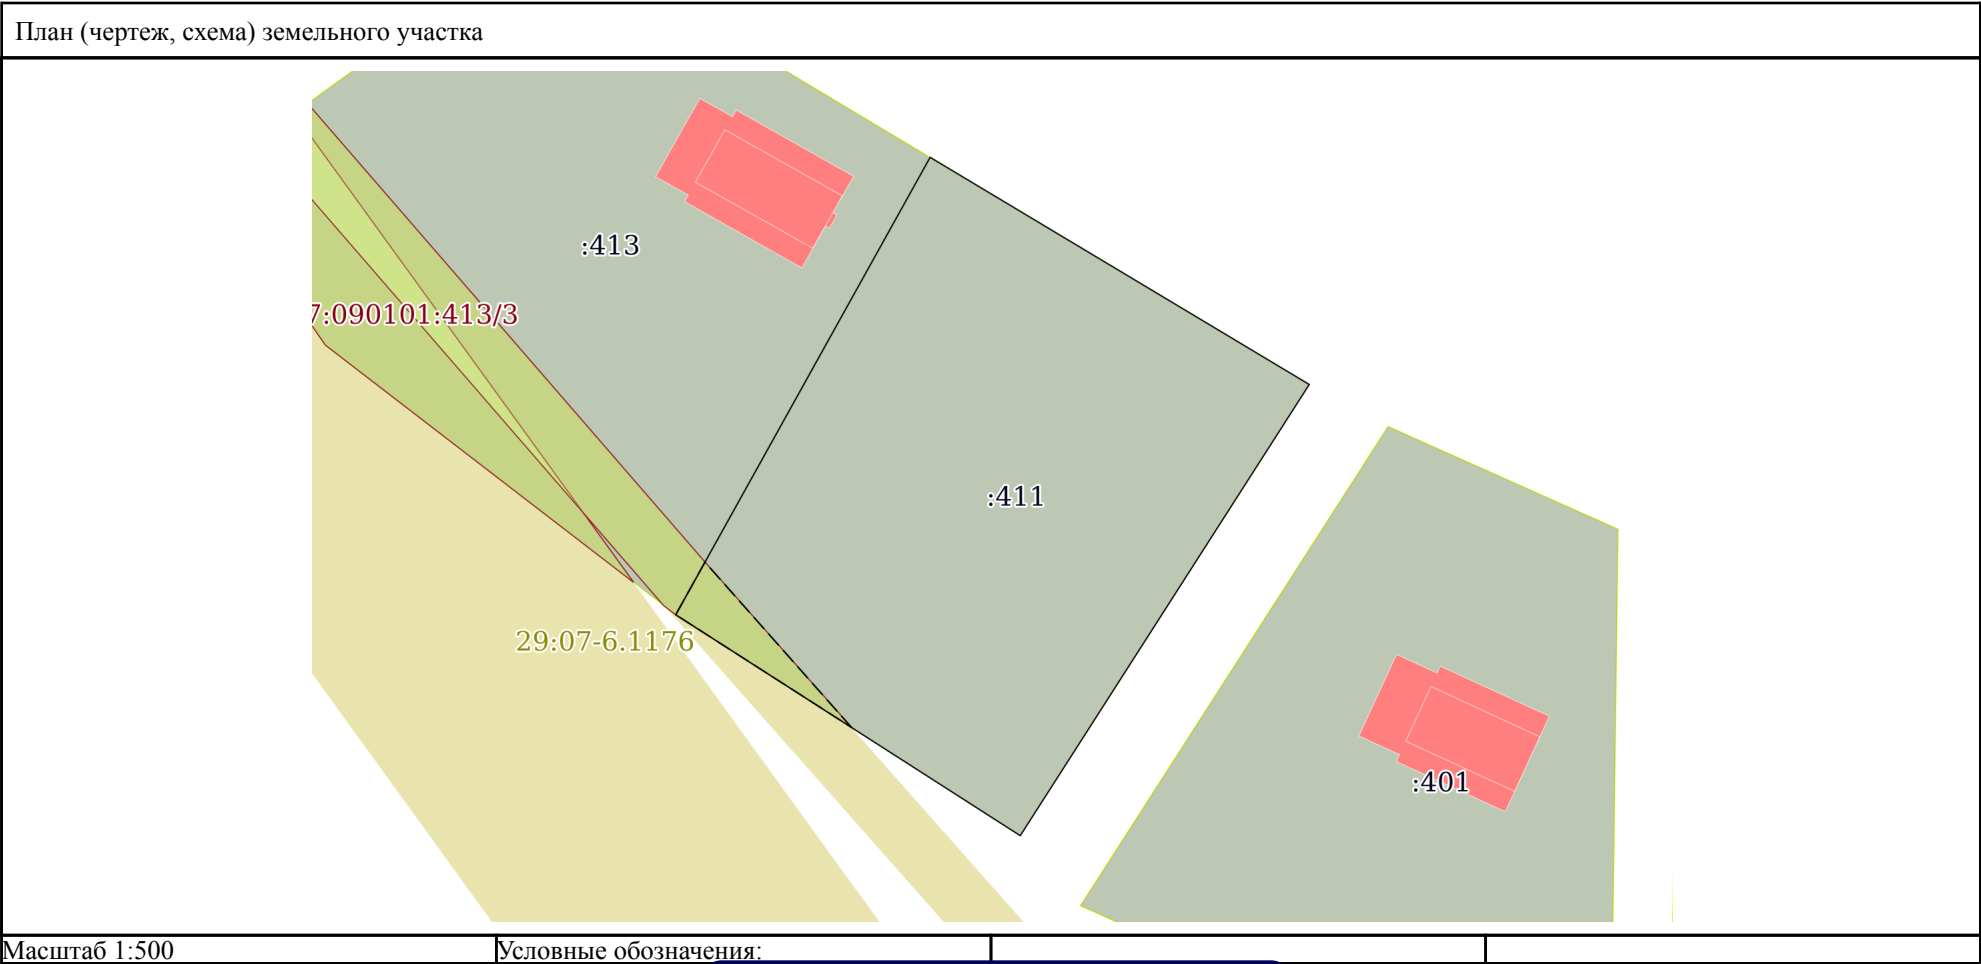 План (чертеж, схема) земельного участка
:413
7:090101:413/3
:411
29:07-6.1176
:401
Масштаб 1:500
Условные обозначения: